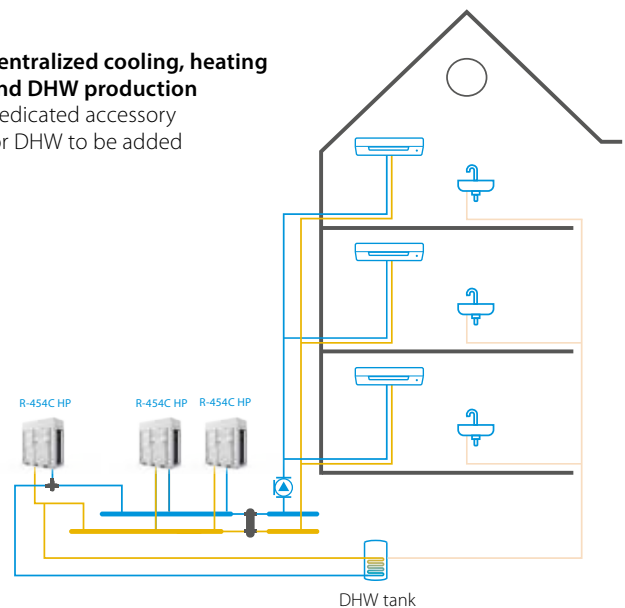 entralized cooling, heating
nd DHW production
edicated accessory
r DHW to be added
R-454C HP
R-454C HP
R-454C HP
DHW tank